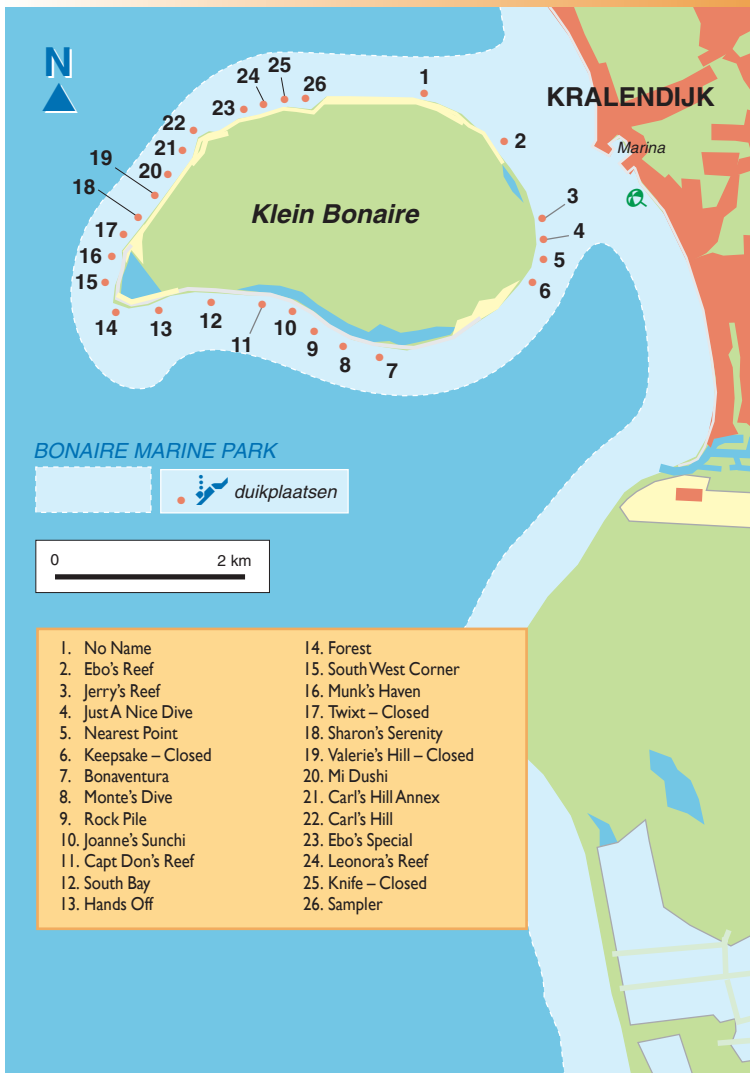 N
25
24
26
1
KRALENDIJK
23
22
2
Marina
21
19
20
18
Klein Bonaire
3
17
4
16
5
15
6
14
13
12
11
10
9
8
7
BONAIRE MARINE PARK
duikplaatsen
0 2 km
1. No Name
2. Ebo's Reef
3. Jerry's Reef
4. Just A Nice Dive
5. Nearest Point
6. Keepsake – Closed
7. Bonaventura
8. Monte's Dive
9. Rock Pile
10. Joanne's Sunchi
11. Capt Don's Reef
12. South Bay
13. Hands Off
14. Forest
15. South West Corner
16. Munk's Haven
17. Twixt – Closed
18. Sharon's Serenity
19. Valerie's Hill – Closed
20. Mi Dushi
21. Carl's Hill Annex
22. Carl's Hill
23. Ebo's Special
24. Leonora's Reef
25. Knife – Closed
26. Sampler